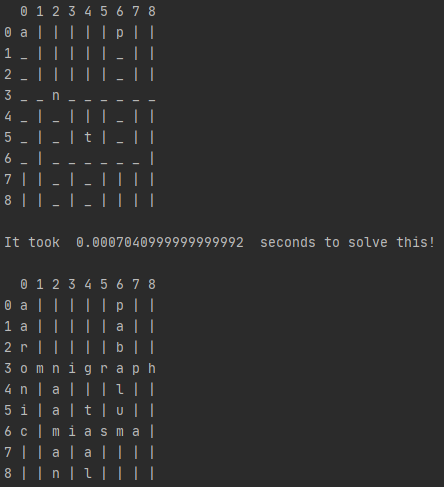 0 1 2 3 4 5 6 7 8
0 a | | | | | p | |
1 _ | | | | | _ | |
2 _ | | | | | _ | |
3 _ _ n _ _ _ _ _ _
4 _ | _ | | | _ | |
5 _ | _ | t | _ | |
6 _ | _ _ _ _ _ _ |
7 | | _ | _ | | | |
8 | | _ | _ | | | |
It took  0.0007040999999999992  seconds to solve this!
0 1 2 3 4 5 6 7 8
0 a | | | | | p | |
1 a | | | | | a | |
2 r | | | | | b | |
3 o m n i g r a p h
4 n | a | | | l | |
5 i | a | t | u | |
6 c | m i a s m a |
7 | | a | a | | | |
8 | | n | l | | | |